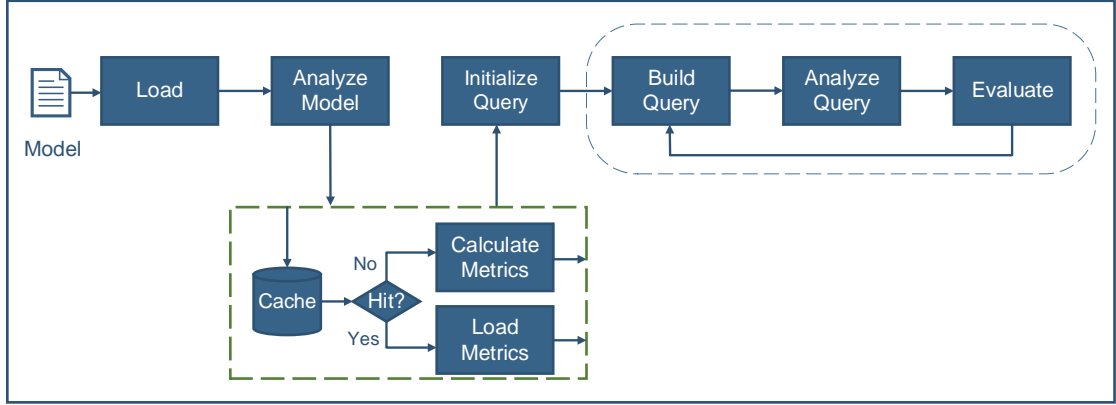 Model
Load
Analyze
Model
Initialize
Query
Build
Query
Analyze
Query
Evaluate
Cache
Hit?
No
Yes
Calculate
Metrics
Load
Metrics